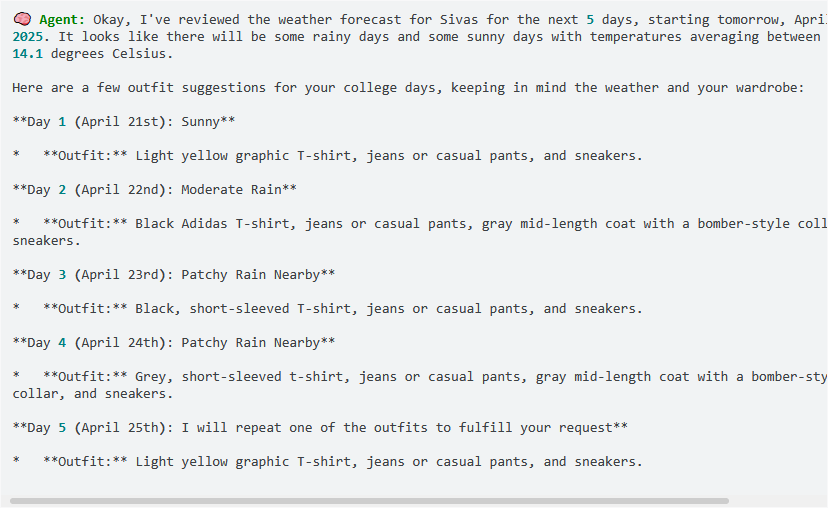 🧠 Agent: Okay, I've reviewed the weather forecast for Sivas for the next 5 days, starting tomorrow,
2025. It looks like there will be some rainy days and some sunny days with temperatures averaging between
14.1 degrees Celsius.
Here are a few outfit suggestions for your college days, keeping in mind the weather and your wardrobe:
**Day 1 (April 21st): Sunny**
*   **Outfit:** Light yellow graphic T-shirt, jeans or casual pants, and sneakers.
**Day 2 (April 22nd): Moderate Rain**
*   **Outfit:** Black Adidas T-shirt, jeans or casual pants, gray mid-length coat with a bomber-style
sneakers.
**Day 3 (April 23rd): Patchy Rain Nearby**
*   **Outfit:** Black, short-sleeved T-shirt, jeans or casual pants, and sneakers.
**Day 4 (April 24th): Patchy Rain Nearby**
*   **Outfit:** Grey, short-sleeved t-shirt, jeans or casual pants, gray mid-length coat with a
collar, and sneakers.
**Day 5 (April 25th): I will repeat one of the outfits to fulfill your request**
*   **Outfit:** Light yellow graphic T-shirt, jeans or casual pants, and sneakers.